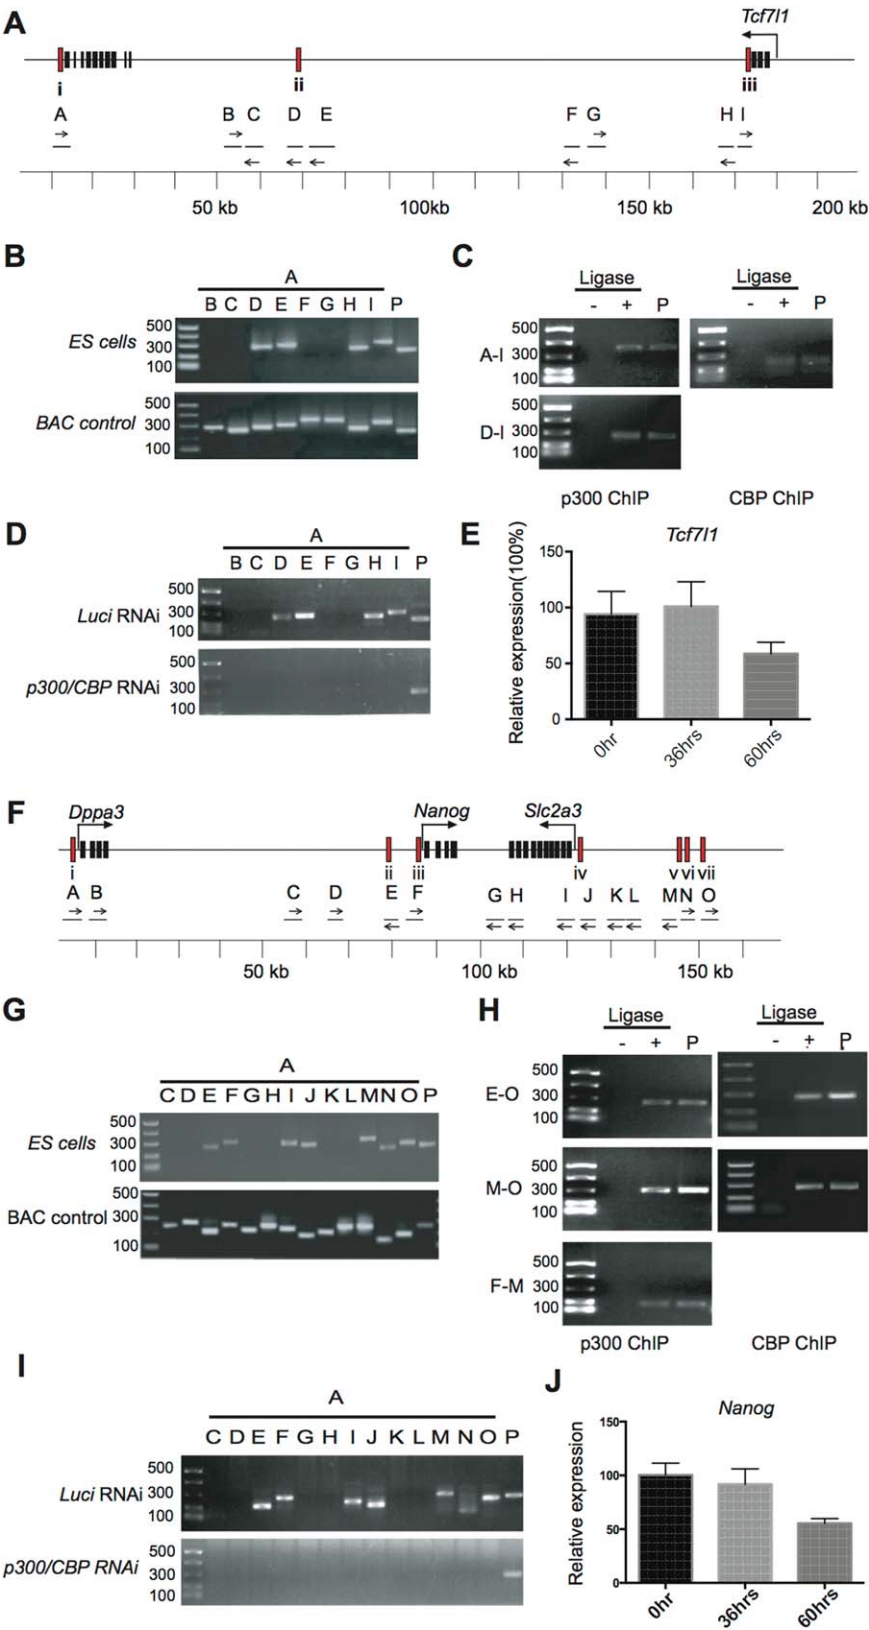 A
Tcf7l1
i
ii
iii
A B C D E F G H I
50 kb 100kb 150 kb 200 kb
B
A
B C D E F G H I P
ES cells
500
300
100
BAC control
500
300
100
C
Ligase
- + P
Ligase
- + P
A-I
500
300
100
D-I
500
300
100
p300 ChIP
CBP ChIP
D
A
B C D E F G H I P
Luci RNAi
500
300
100
p300/CBP RNAi
500
300
100
E
Tcf7l1
Relative expression(100%)
150
100
50
0
0hr
36hrs
60hrs
F
Dppa3
Nanog
Slc2a3
i ii iii iv v vi vii
A B C D E F G H I J K L M N O
50 kb 100 kb 150 kb
G
A
C D E F G H I J K L M N O P
ES cells
500
300
100
BAC control
500
300
100
H
Ligase
- + P
Ligase
- + P
E-O
500
300
100
M-O
500
300
100
F-M
500
300
100
p300 ChIP
CBP ChIP
I
A
C D E F G H I J K L M N O P
Luci RNAi
500
300
100
p300/CBP RNAi
500
300
100
J
Nanog
Relative expression
150
100
50
0
0hr
36hrs
60hrs